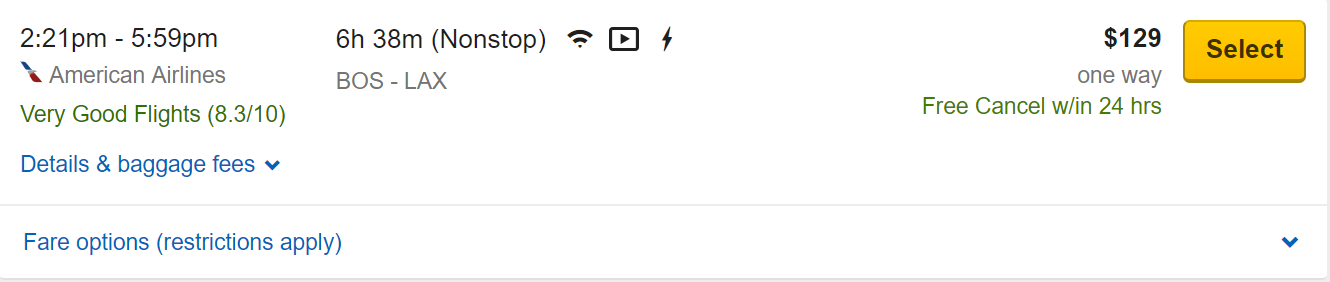 2:21pm - 5:59pm
6h 38m (Nonstop)
$129
Select
American Airlines
BOS - LAX
one way
Very Good Flights (8.3/10)
Free Cancel w/in 24 hrs
Details & baggage fees
Fare options (restrictions apply)